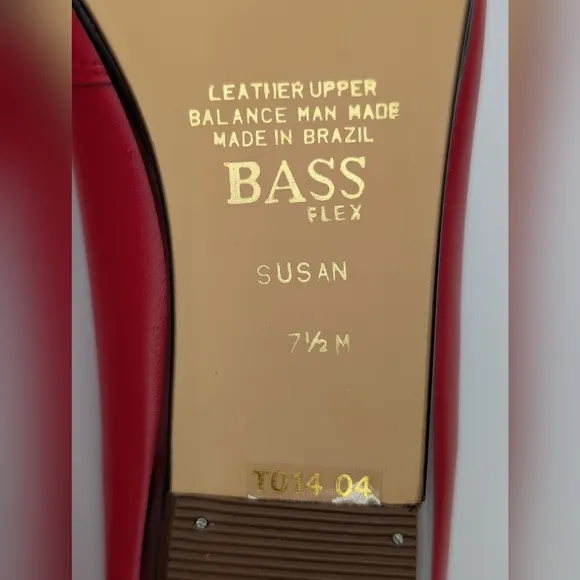 LEATHER UPPER
BALANCE MAN MADE
MADE IN BRAZIL
BASS
FLEX
SUSAN
7½ M
T014 04